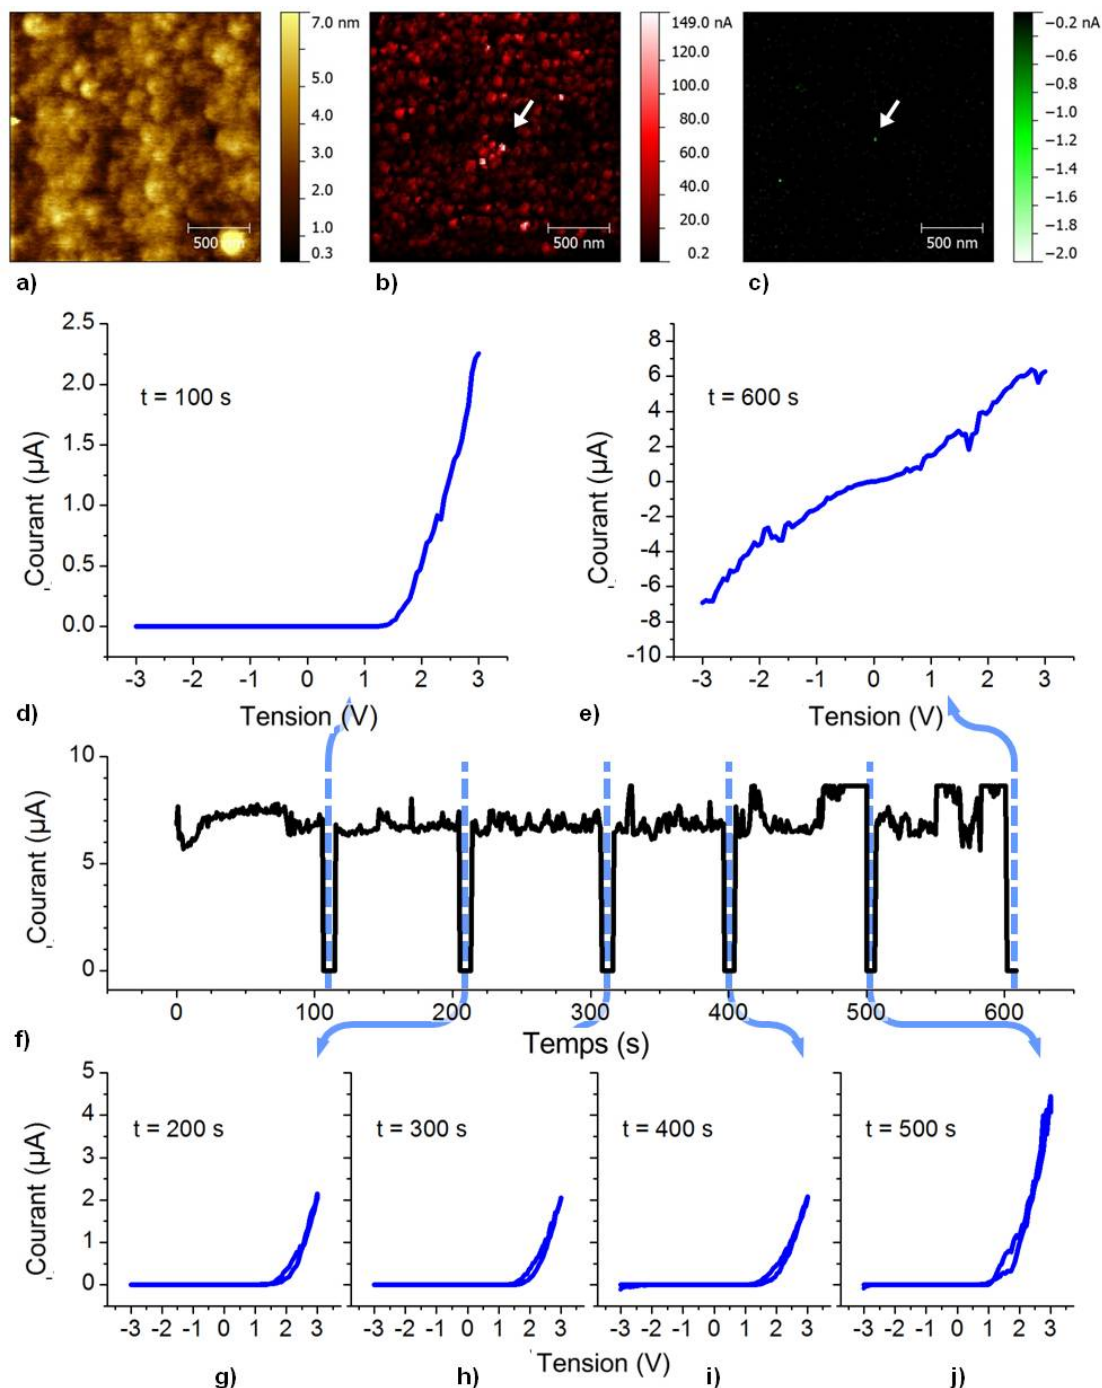 7.0 nm
5.0
4.0
3.0
2.0
0.3
500 nm
a)
149.0 nA
120.0
100.0
80.0
60.0
40.0
20.0
0.2
500 nm
b)
−0.2 nA
−0.6
−0.8
−1.0
−1.2
−1.4
−1.6
−1.8
−2.0
500 nm
c)
2.5
2.0
1.5
1.0
0.5
0.0
Courant (µA)
t = 100 s
-3 -2 -1 0 1 2 3
Tension (V)
d)
8
6
4
2
0
-2
-4
-6
-8
-10
Courant (µA)
t = 600 s
-3 -2 -1 0 1 2 3
Tension (V)
e)
10
5
0
Courant (µA)
0 100 200 300 400 500 600
Temps (s)
f)
5
4
3
2
1
0
Courant (µA)
t = 200 s
t = 300 s
t = 400 s
t = 500 s
-3 -2 -1 0 1 2 3
-3 -2 -1 0 1 2 3
-3 -2 -1 0 1 2 3
-3 -2 -1 0 1 2 3
Tension (V)
g)
h)
i)
j)